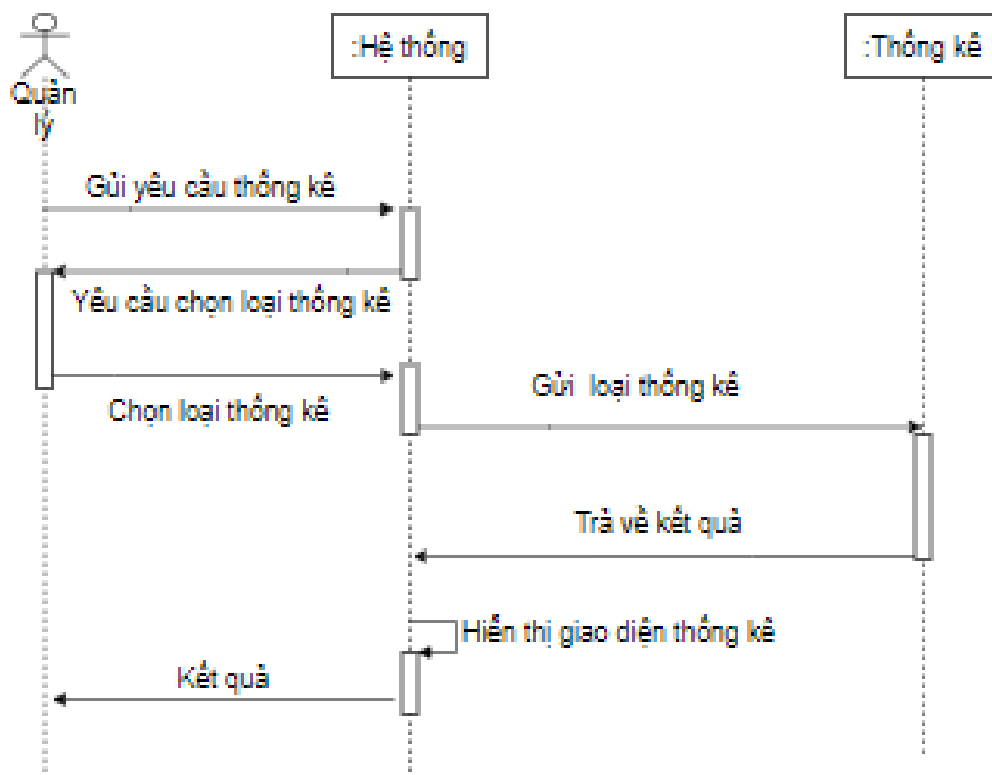 :Hệ thống
:Thống kê
Quản
lý
Gửi yêu cầu thống kê
Yêu cầu chọn loại thống kê
Gửi loại thống kê
Chọn loại thống kê
Trả về kết quả
Hiển thị giao diện thống kê
Kết quả